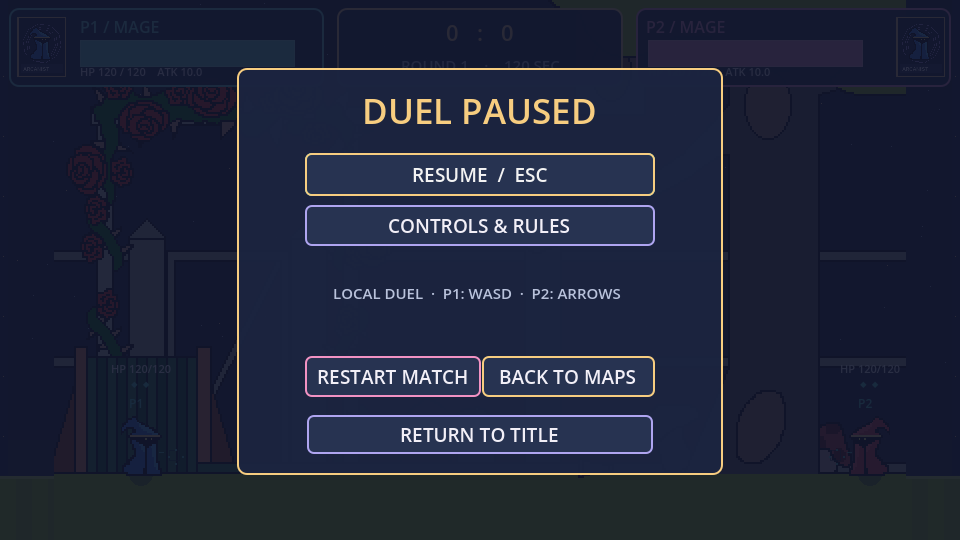 P1 / MAGE
0 : 0
P2 / MAGE
HP 120 / 120 ATK 10.0
ROUND 1 · 120 SEC
ATK 10.0
DUEL PAUSED
RESUME / ESC
CONTROLS & RULES
LOCAL DUEL · P1: WASD · P2: ARROWS
HP 120/120
HP 120/120
P1
P2
RESTART MATCH
BACK TO MAPS
RETURN TO TITLE